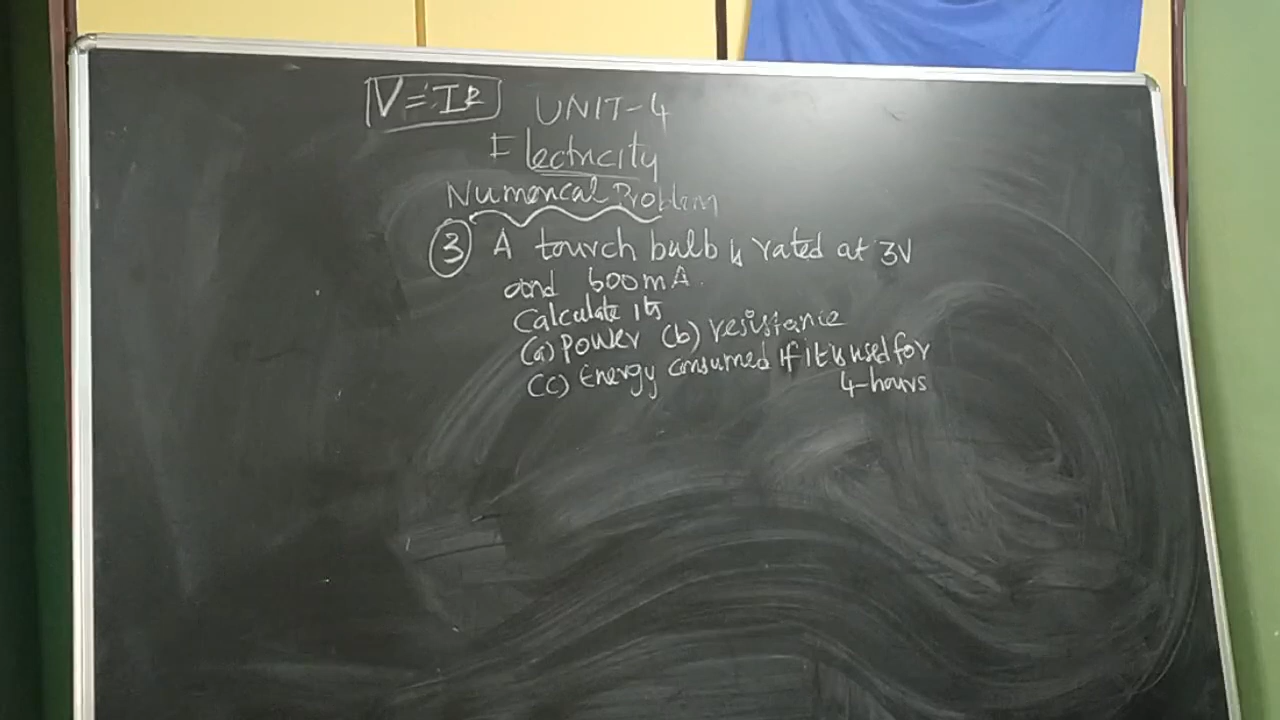 V = IR
UNIT-4
Electricity
Numerical Problem
3 A tourch bulb is rated at 3V
and 600mA.
Calculate its
(a) Power (b) resistance
(c) Energy consumed if it is used for
4-hours